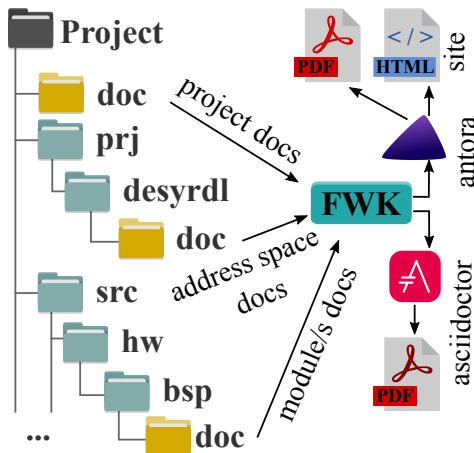 Project
doc
prj
desyrdl
doc
src
hw
bsp
doc
...
project docs
address space
docs
module/s docs
FWK
PDF
</>
HTML
site
antora
asciidoctor
PDF